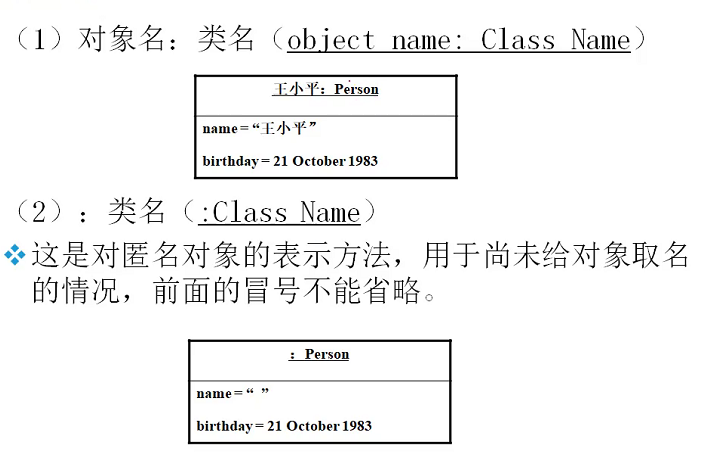 （1）对象名：类名（object name: Class Name）
王小平：Person
name = “王小平”
birthday = 21 October 1983
（2）：类名（:Class Name）
这是对匿名对象的表示方法，用于尚未给对象取名
的情况，前面的冒号不能省略。
：Person
name = “ ”
birthday = 21 October 1983